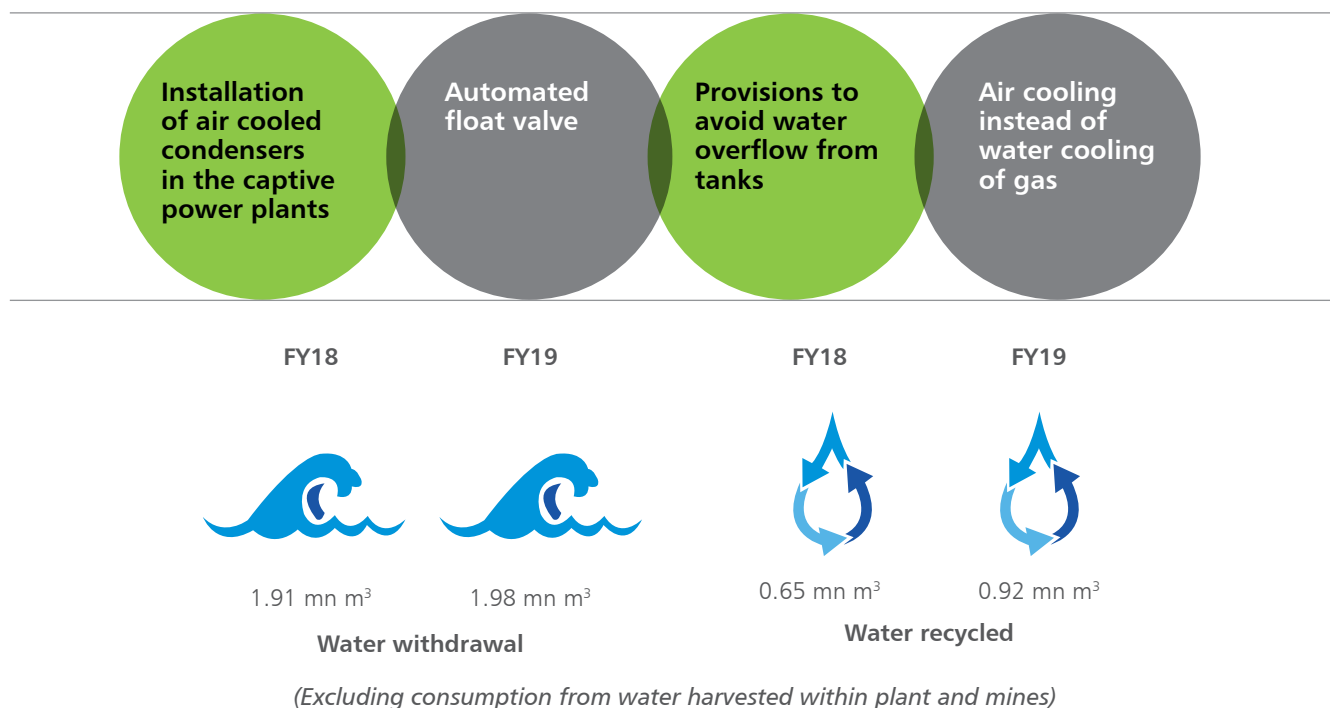 Installation
of air cooled
condensers
in the captive
power plants
Automated
float valve
Provisions to
avoid water
overflow from
tanks
Air cooling
instead of
water cooling
of gas
FY18
FY19
FY18
FY19
1.91 mn m³
1.98 mn m³
0.65 mn m³
0.92 mn m³
Water withdrawal
Water recycled
(Excluding consumption from water harvested within plant and mines)